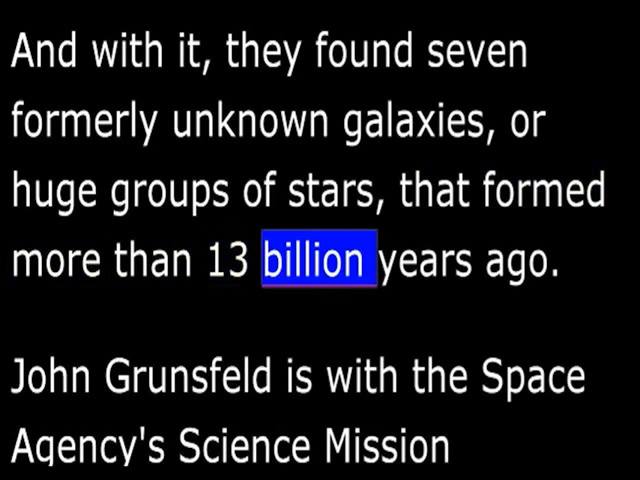 And with it, they found seven
formerly unknown galaxies, or
huge groups of stars, that formed
more than 13 billion years ago.
John Grunsfeld is with the Space
Agency's Science Mission